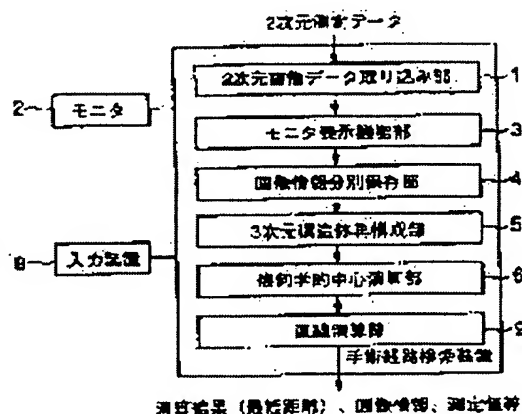 2次元画像データ
2次元画像データ取り込み部
1
2
モニタ
モニタ表示機能部
3
画像情報分別保存部
4
3次元構造体再構成部
5
8
入力装置
幾何学的中心演算部
6
直線演算部
9
手術経路検索装置
演算結果（最短距離）、画像情報、測定値等